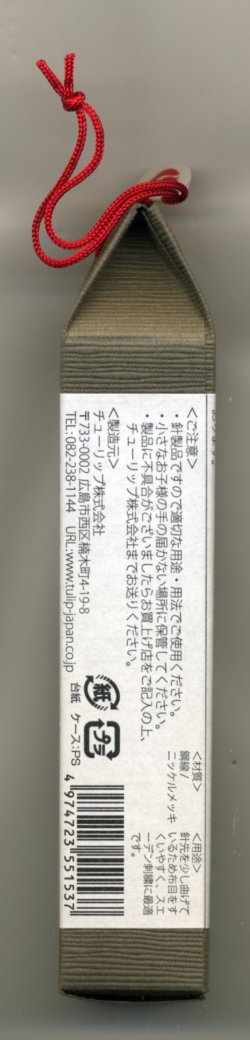 <ご注意>
・針製品ですので適切な用途・用法でご使用ください。
・小さなお子様の手の届かない場所に保管してください。
・製品に不具合がございましたらお買上げ店をご記入の上、
チューリップ株式会社までお送りください。
<製造元>
チューリップ株式会社
〒733-0002 広島市西区楠木町4-19-8
TEL:082-238-1144 URL:www.tulip-japan.co.jp
<材質>
鋼線/
ニッケルメッキ
<用途>
針先を少し曲げて
いるため布目をす
くいやすく、スエ
ーデン刺繍に最適
です。
紙
プラ
台紙 ケース:PS
4 974723 551537